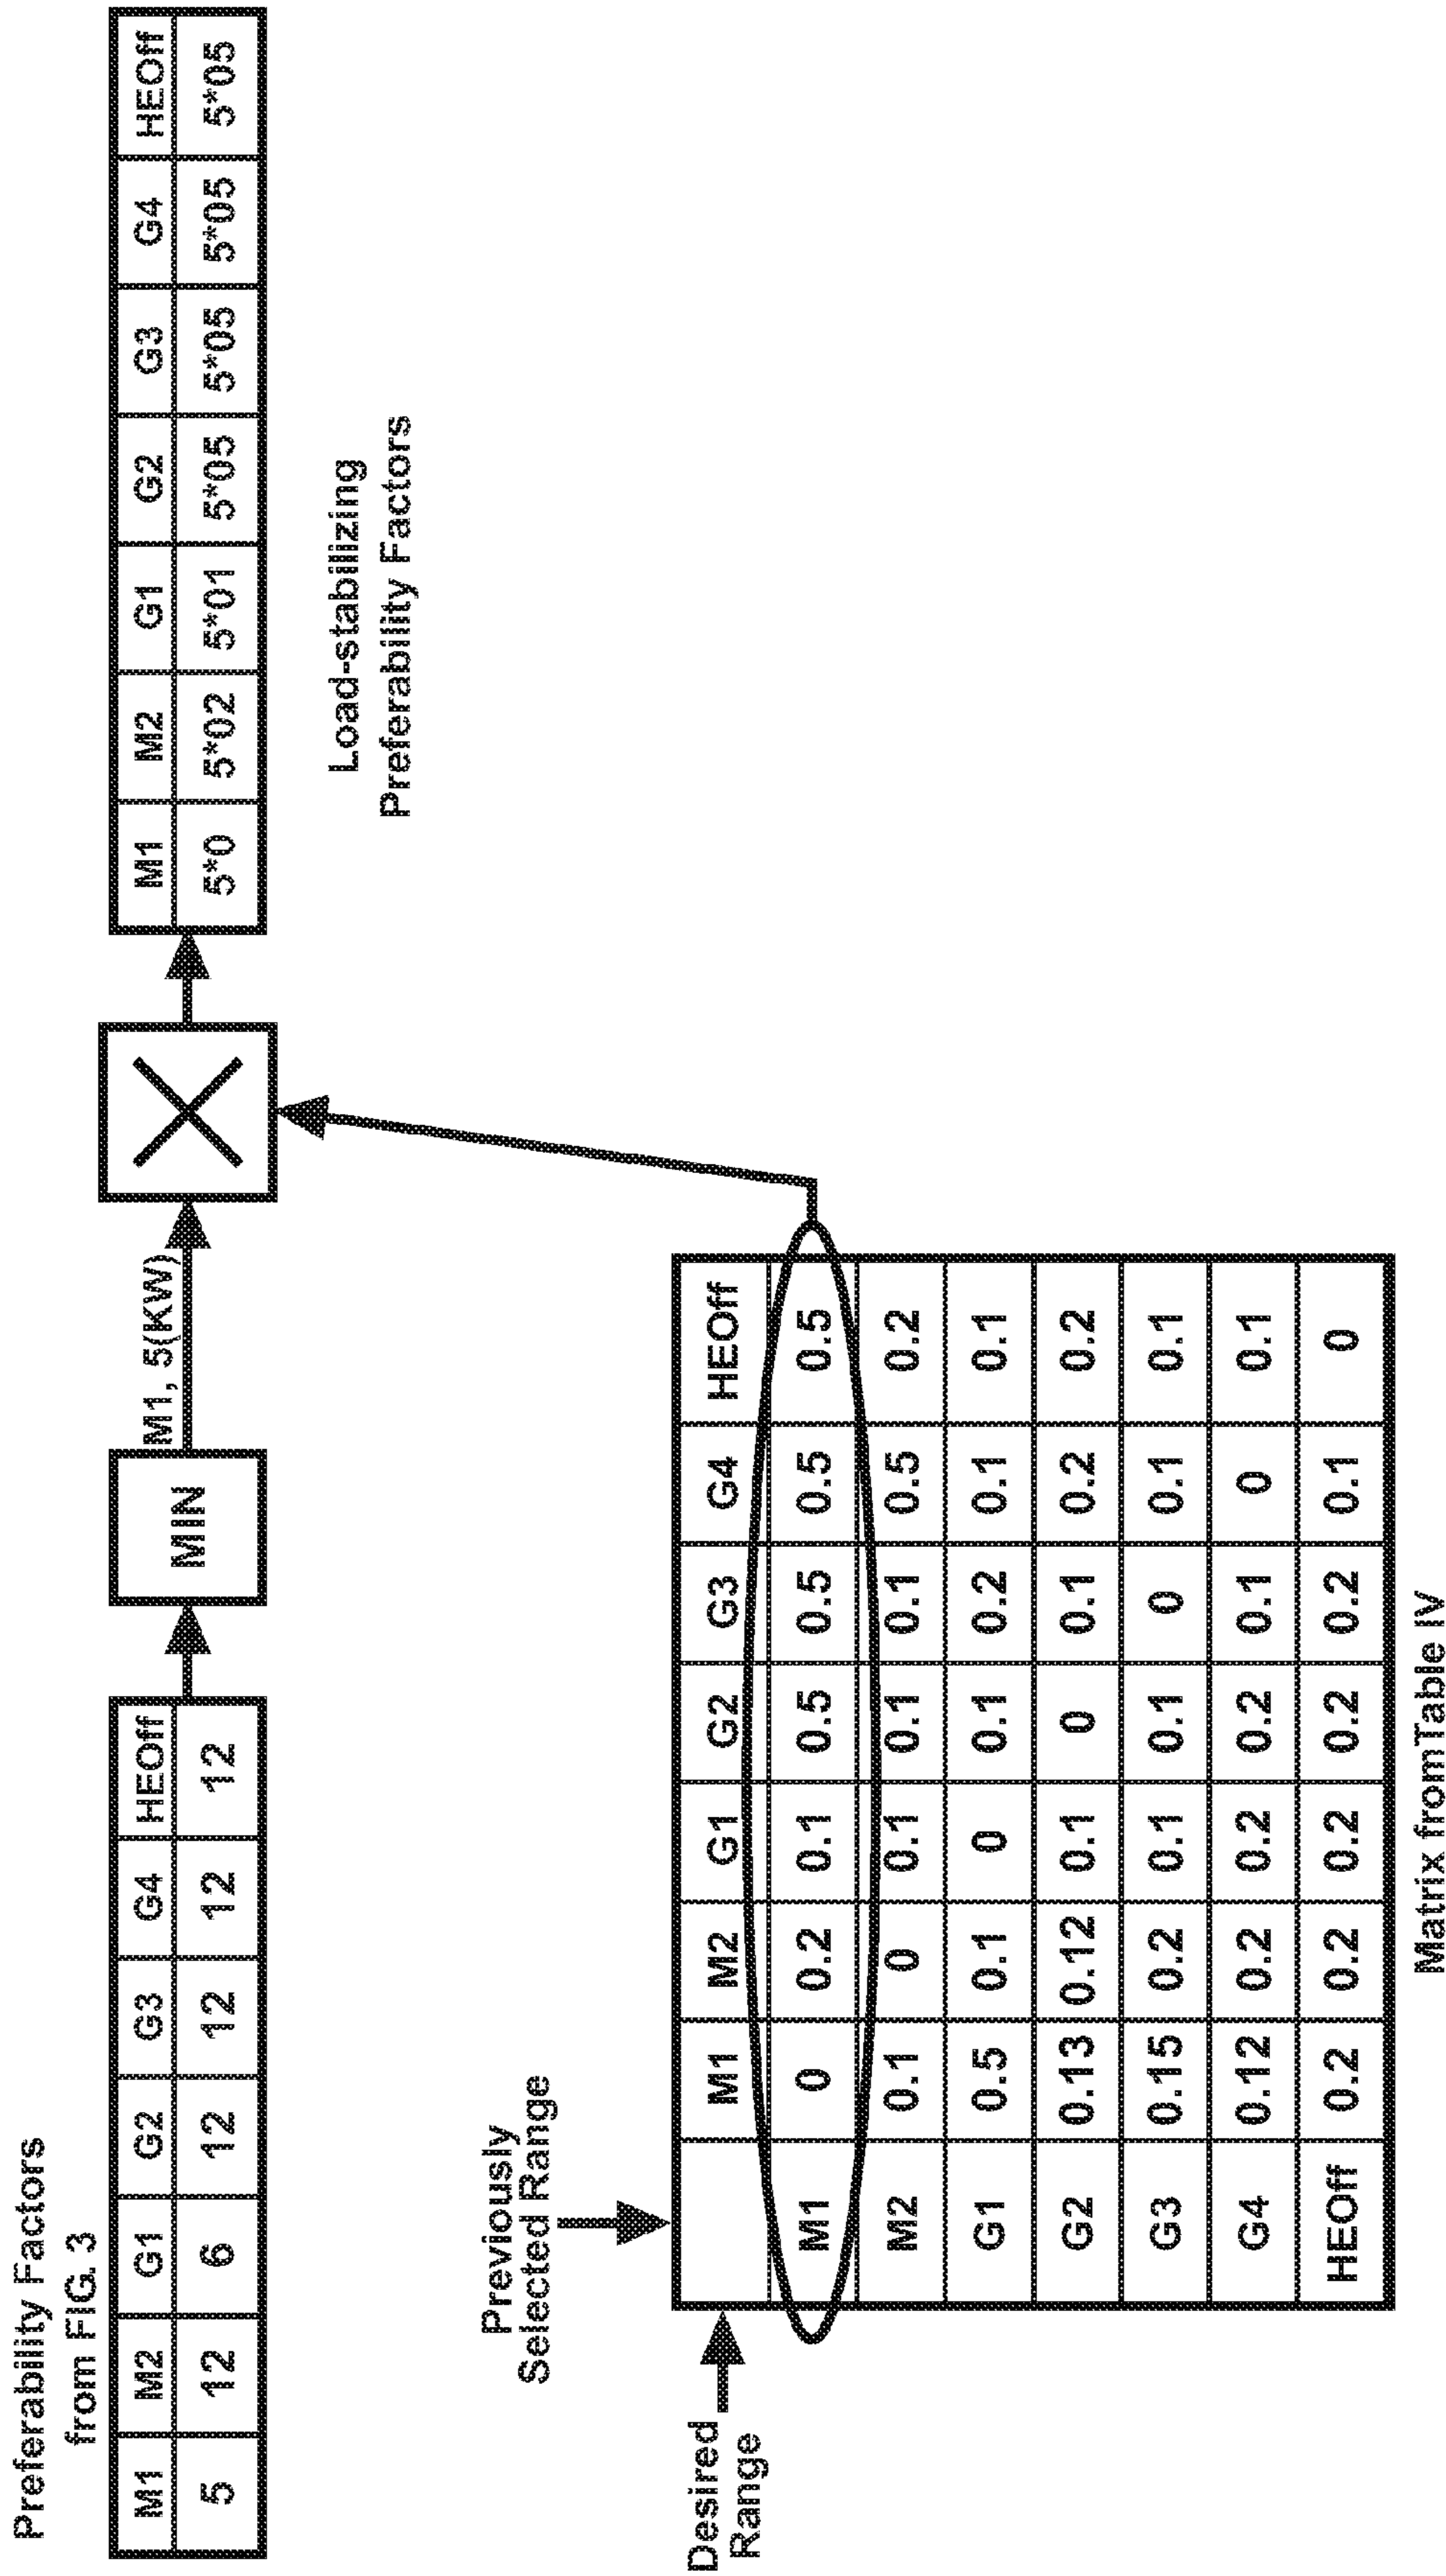 Preferability Factors
from FIG. 3
M1 M2 G1 G2 G3 G4 HEOff
5 12 6 12 12 12 12
MIN
M1, 5(KW)
M1 M2 G1 G2 G3 G4 HEOff
5*0 5*02 5*01 5*05 5*05 5*05 5*05
Load-stabilizing
Preferability Factors
Previously
Selected Range
Desired
Range
M1 M2 G1 G2 G3 G4 HEOff
M1 0 0.2 0.1 0.5 0.5 0.5 0.5
M2 0.1 0 0.1 0.1 0.1 0.5 0.2
G1 0.5 0.1 0 0.1 0.2 0.1 0.1
G2 0.13 0.12 0.1 0 0.1 0.2 0.2
G3 0.15 0.2 0.1 0.1 0 0.1 0.1
G4 0.12 0.2 0.2 0.2 0.1 0 0.1
HEOff 0.2 0.2 0.2 0.2 0.2 0.1 0
Matrix fromTable IV